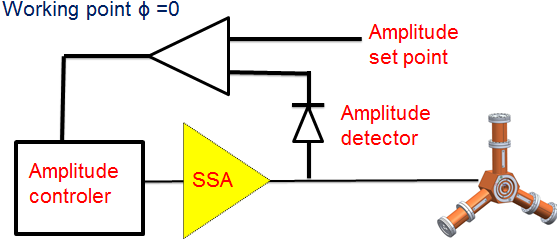 Working point ϕ =0
Amplitude
set point
Amplitude
detector
Amplitude
controler
SSA